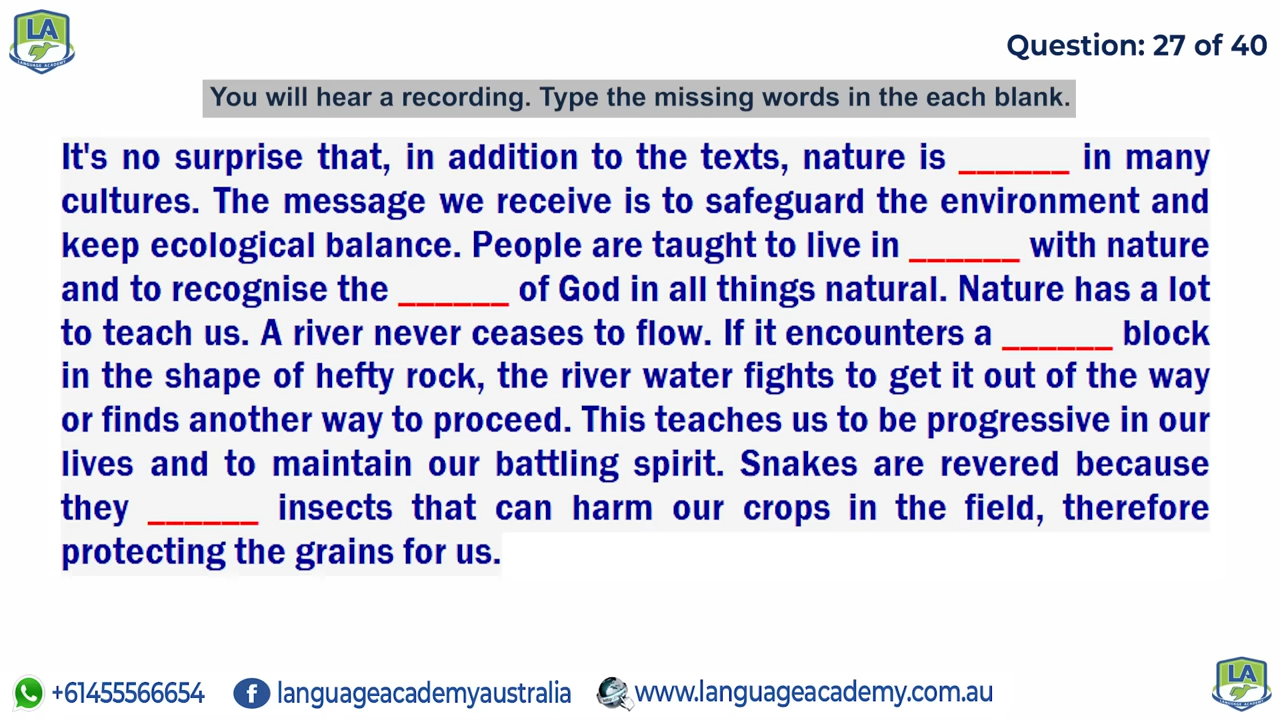 LA
LANGUAGE ACADEMY
Question: 27 of 40
You will hear a recording. Type the missing words in the each blank.
It's no surprise that, in addition to the texts, nature is ______ in many
cultures. The message we receive is to safeguard the environment and
keep ecological balance. People are taught to live in ______ with nature
and to recognise the ______ of God in all things natural. Nature has a lot
to teach us. A river never ceases to flow. If it encounters a ______ block
in the shape of hefty rock, the river water fights to get it out of the way
or finds another way to proceed. This teaches us to be progressive in our
lives and to maintain our battling spirit. Snakes are revered because
they ______ insects that can harm our crops in the field, therefore
protecting the grains for us.
+61455566654
languageacademyaustralia
www.languageacademy.com.au
LA
LANGUAGE ACADEMY